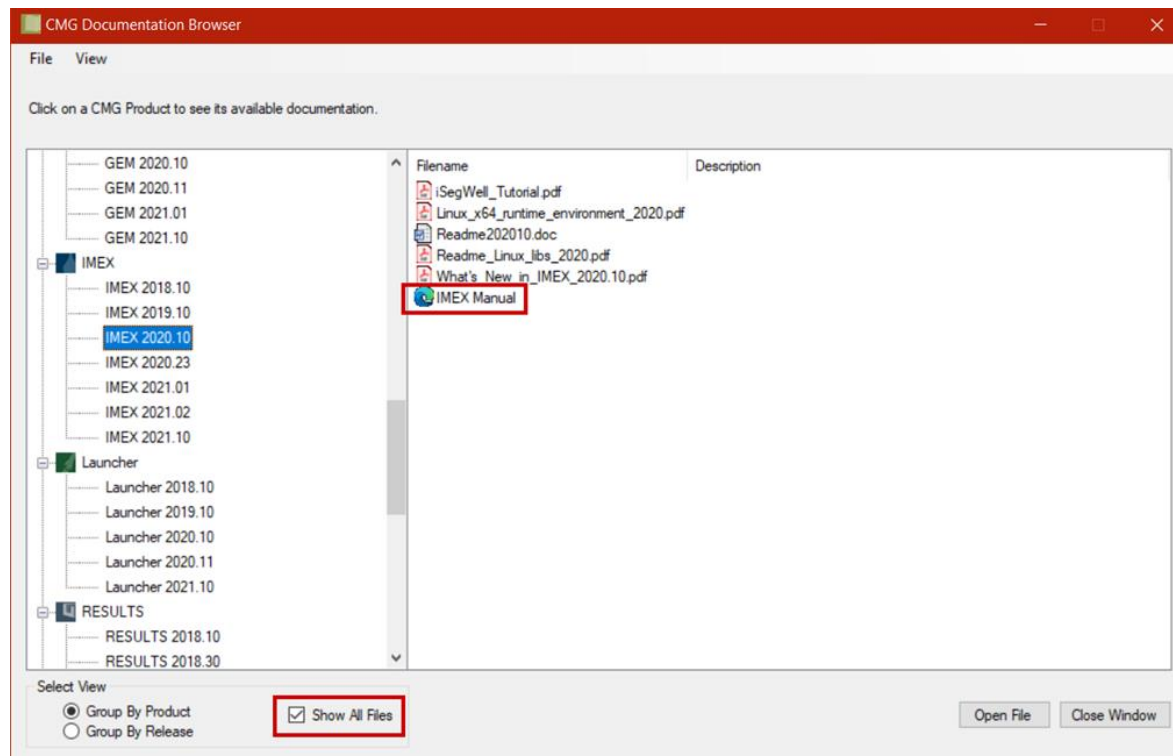 CMG Documentation Browser
File View
Click on a CMG Product to see its available documentation.
GEM 2020.10
GEM 2020.11
GEM 2021.01
GEM 2021.10
IMEX
IMEX 2018.10
IMEX 2019.10
IMEX 2020.10
IMEX 2020.23
IMEX 2021.01
IMEX 2021.02
IMEX 2021.10
Launcher
Launcher 2018.10
Launcher 2019.10
Launcher 2020.10
Launcher 2020.11
Launcher 2021.10
RESULTS
RESULTS 2018.10
RESULTS 2018.30
Filename Description
iSegWell_Tutorial.pdf
Linux_x64_runtime_environment_2020.pdf
Readme202010.doc
Readme_Linux_libs_2020.pdf
What's_New_in_IMEX_2020.10.pdf
IMEX Manual
Select View
Group By Product
Group By Release
Show All Files
Open File Close Window